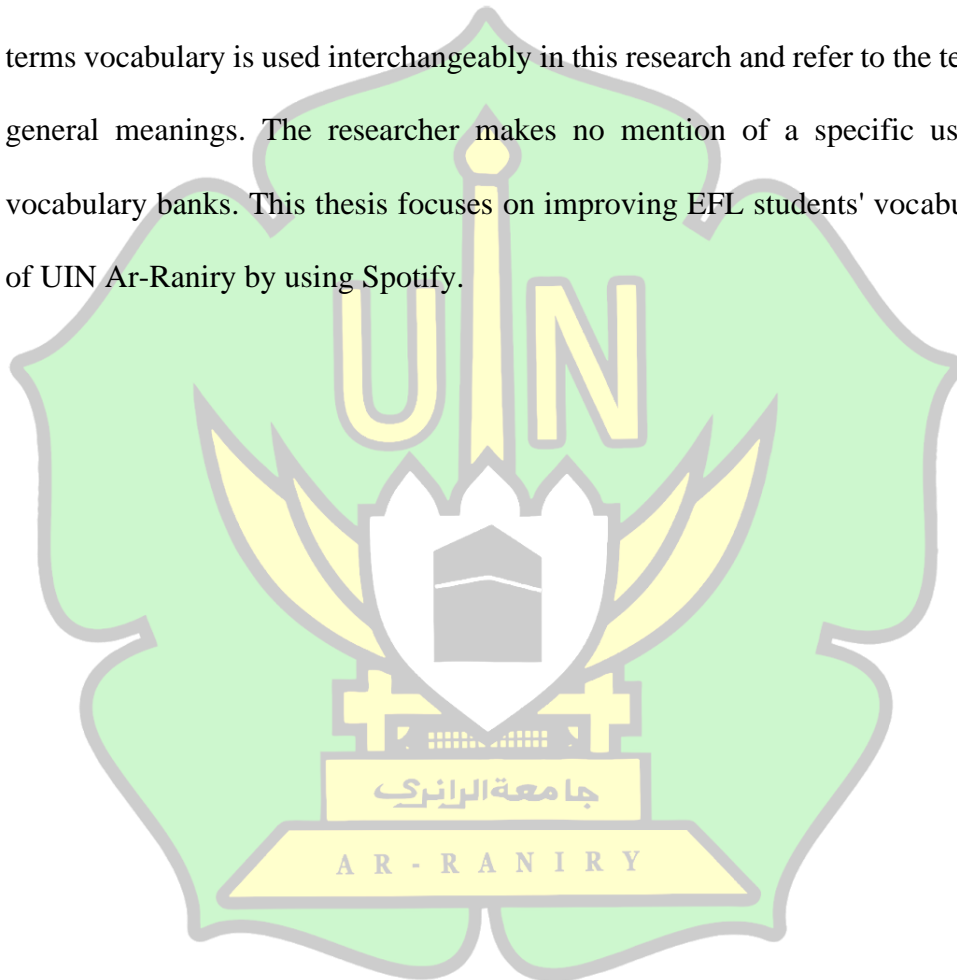 terms vocabulary is used interchangeably in this research and refer to the te
general meanings. The researcher makes no mention of a specific us
vocabulary banks. This thesis focuses on improving EFL students' vocabu
of UIN Ar-Raniry by using Spotify.
UIN
جامعةالرانري
AR-RANIRY